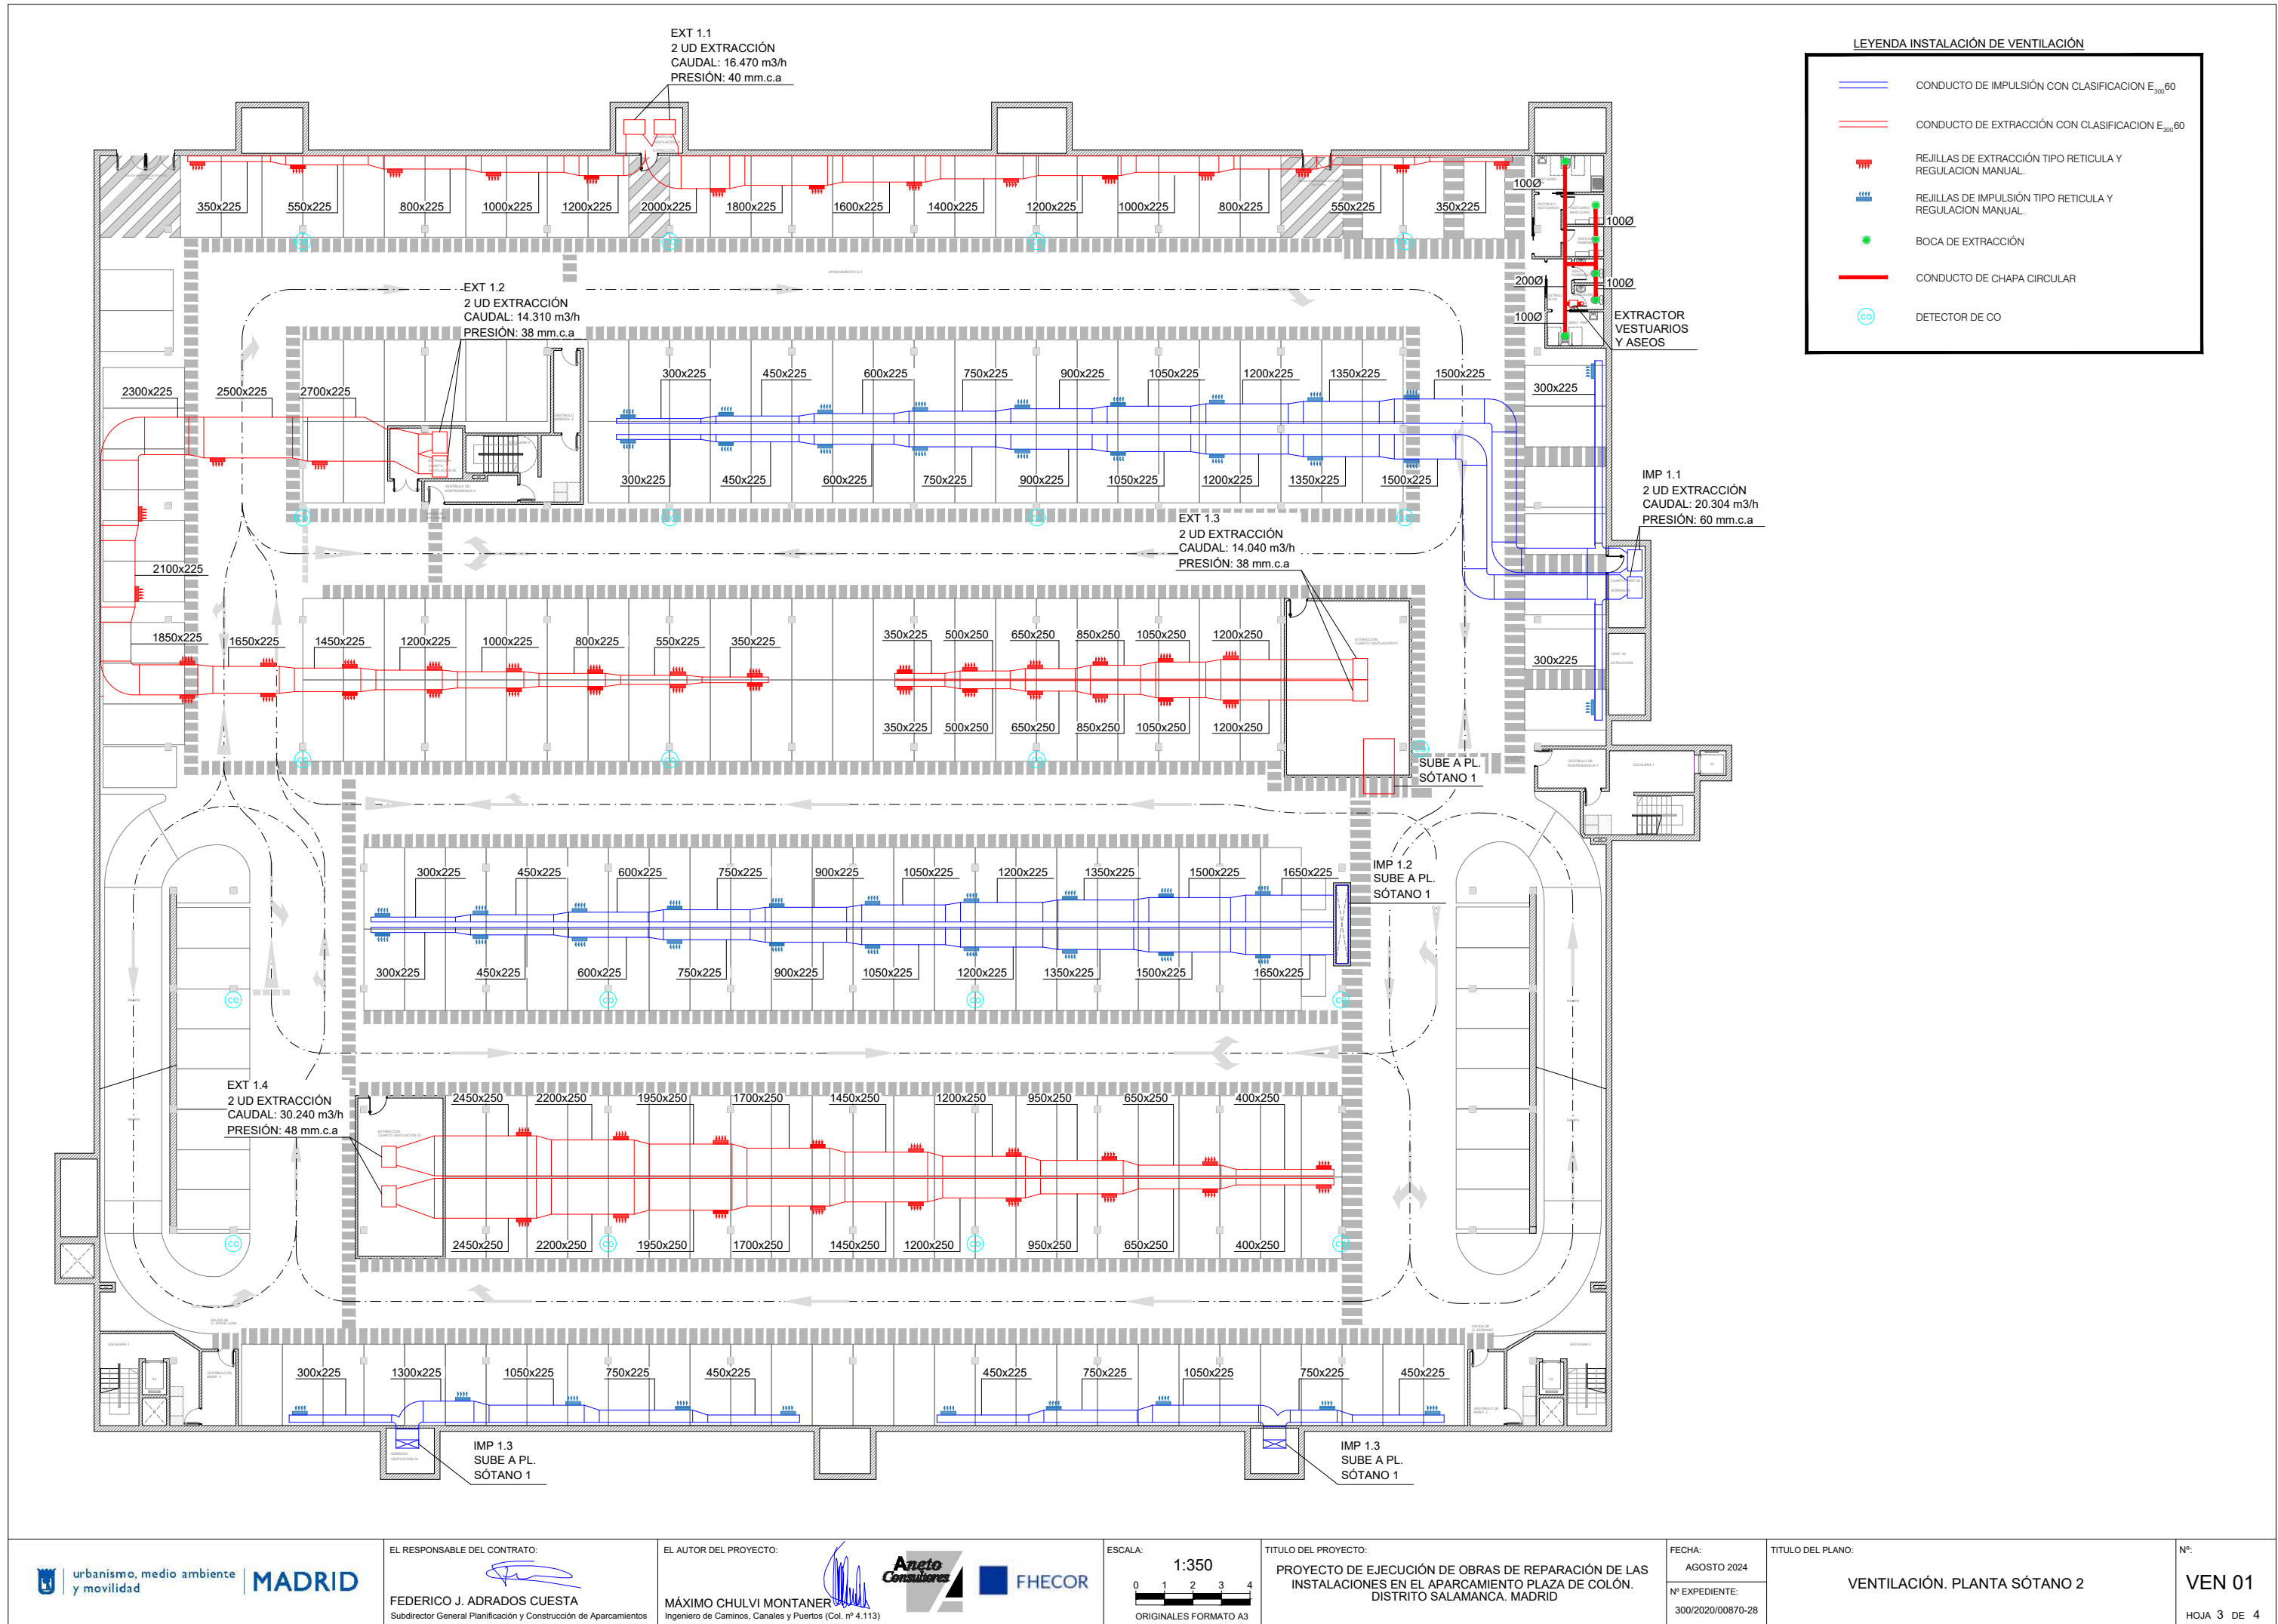 EXT 1.1
2 UD EXTRACCIÓN
CAUDAL: 16.470 m3/h
PRESIÓN: 40 mm.c.a
LEYENDA INSTALACIÓN DE VENTILACIÓN
CONDUCTO DE IMPULSIÓN CON CLASIFICACION E30060
CONDUCTO DE EXTRACCIÓN CON CLASIFICACION E30060
REJILLAS DE EXTRACCIÓN TIPO RETICULA Y
REGULACION MANUAL.
REJILLAS DE IMPULSIÓN TIPO RETICULA Y
REGULACION MANUAL.
BOCA DE EXTRACCIÓN
CONDUCTO DE CHAPA CIRCULAR
CO DETECTOR DE CO
350x225 550x225 800x225 1000x225 1200x225 2000x225 1800x225 1600x225 1400x225 1200x225 1000x225 800x225 550x225 350x225
100Ø
100Ø
200Ø
100Ø
100Ø
EXTRACTOR
VESTUARIOS
Y ASEOS
EXT 1.2
2 UD EXTRACCIÓN
CAUDAL: 14.310 m3/h
PRESIÓN: 38 mm.c.a
2300x225 2500x225 2700x225
300x225 450x225 600x225 750x225 900x225 1050x225 1200x225 1350x225 1500x225
300x225
300x225 450x225 600x225 750x225 900x225 1050x225 1200x225 1350x225 1500x225
IMP 1.1
2 UD EXTRACCIÓN
CAUDAL: 20.304 m3/h
PRESIÓN: 60 mm.c.a
EXT 1.3
2 UD EXTRACCIÓN
CAUDAL: 14.040 m3/h
PRESIÓN: 38 mm.c.a
2100x225
1850x225 1650x225 1450x225 1200x225 1000x225 800x225 550x225 350x225
350x225 500x250 650x250 850x250 1050x250 1200x250
300x225
350x225 500x250 650x250 850x250 1050x250 1200x250
SUBE A PL.
SÓTANO 1
IMP 1.2
SUBE A PL.
SÓTANO 1
300x225 450x225 600x225 750x225 900x225 1050x225 1200x225 1350x225 1500x225 1650x225
300x225 450x225 600x225 750x225 900x225 1050x225 1200x225 1350x225 1500x225 1650x225
EXT 1.4
2 UD EXTRACCIÓN
CAUDAL: 30.240 m3/h
PRESIÓN: 48 mm.c.a
2450x250 2200x250 1950x250 1700x250 1450x250 1200x250 950x250 650x250 400x250
2450x250 2200x250 1950x250 1700x250 1450x250 1200x250 950x250 650x250 400x250
300x225 1300x225 1050x225 750x225 450x225
450x225 750x225 1050x225 750x225 450x225
IMP 1.3
SUBE A PL.
SÓTANO 1
IMP 1.3
SUBE A PL.
SÓTANO 1
urbanismo, medio ambiente
y movilidad
MADRID
EL RESPONSABLE DEL CONTRATO:
FEDERICO J. ADRADOS CUESTA
Subdirector General Planificación y Construcción de Aparcamientos
EL AUTOR DEL PROYECTO:
MÁXIMO CHULVI MONTANER
Ingeniero de Caminos, Canales y Puertos (Col. nº 4.113)
Aneto
Consultores
FHECOR
ESCALA:
1:350
0 1 2 3 4
ORIGINALES FORMATO A3
TITULO DEL PROYECTO:
PROYECTO DE EJECUCIÓN DE OBRAS DE REPARACIÓN DE LAS
INSTALACIONES EN EL APARCAMIENTO PLAZA DE COLÓN.
DISTRITO SALAMANCA. MADRID
FECHA:
AGOSTO 2024
Nº EXPEDIENTE:
300/2020/00870-28
TITULO DEL PLANO:
VENTILACIÓN. PLANTA SÓTANO 2
Nº:
VEN 01
HOJA 3 DE 4